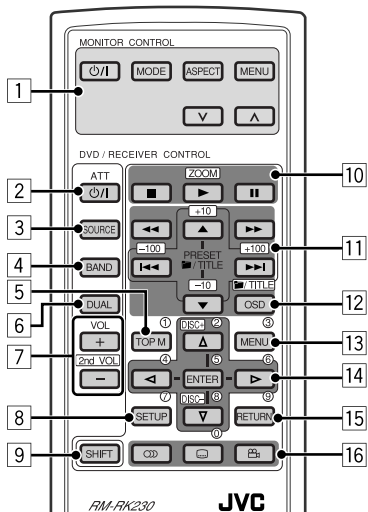 MONITOR CONTROL
⏻/I MODE ASPECT MENU
1
DVD / RECEIVER CONTROL
ATT ZOOM 10
2 ⏻/I
3 SOURCE +10
-100 PRESET +100 11
4 BAND / TITLE
5 -10 / TITLE
6 DUAL OSD 12
7 VOL ① DISC+ ② ③
+ TOP M MENU 13
2nd VOL ④ ⑤ ⑥
− ENTER 14
⑦ DISC− ⑧ ⑨
8 SETUP RETURN 15
⓪
9 SHIFT 16
RM-RK230 JVC